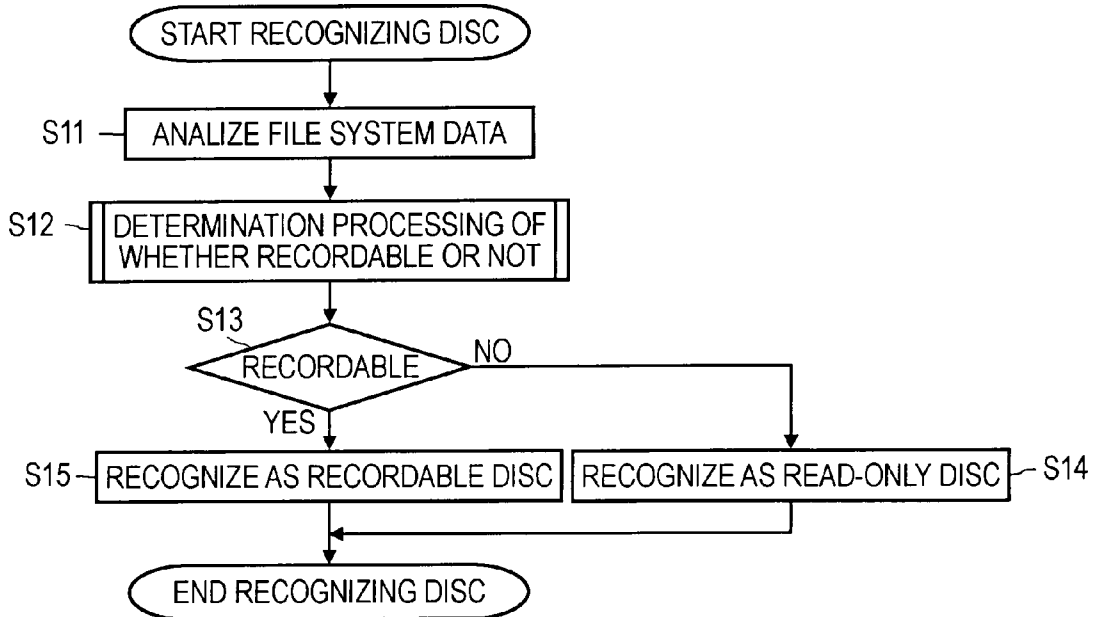 START RECOGNIZING DISC
S11
ANALIZE FILE SYSTEM DATA
S12
DETERMINATION PROCESSING OF
WHETHER RECORDABLE OR NOT
S13
RECORDABLE
NO
YES
S15
RECOGNIZE AS RECORDABLE DISC
RECOGNIZE AS READ-ONLY DISC
S14
END RECOGNIZING DISC